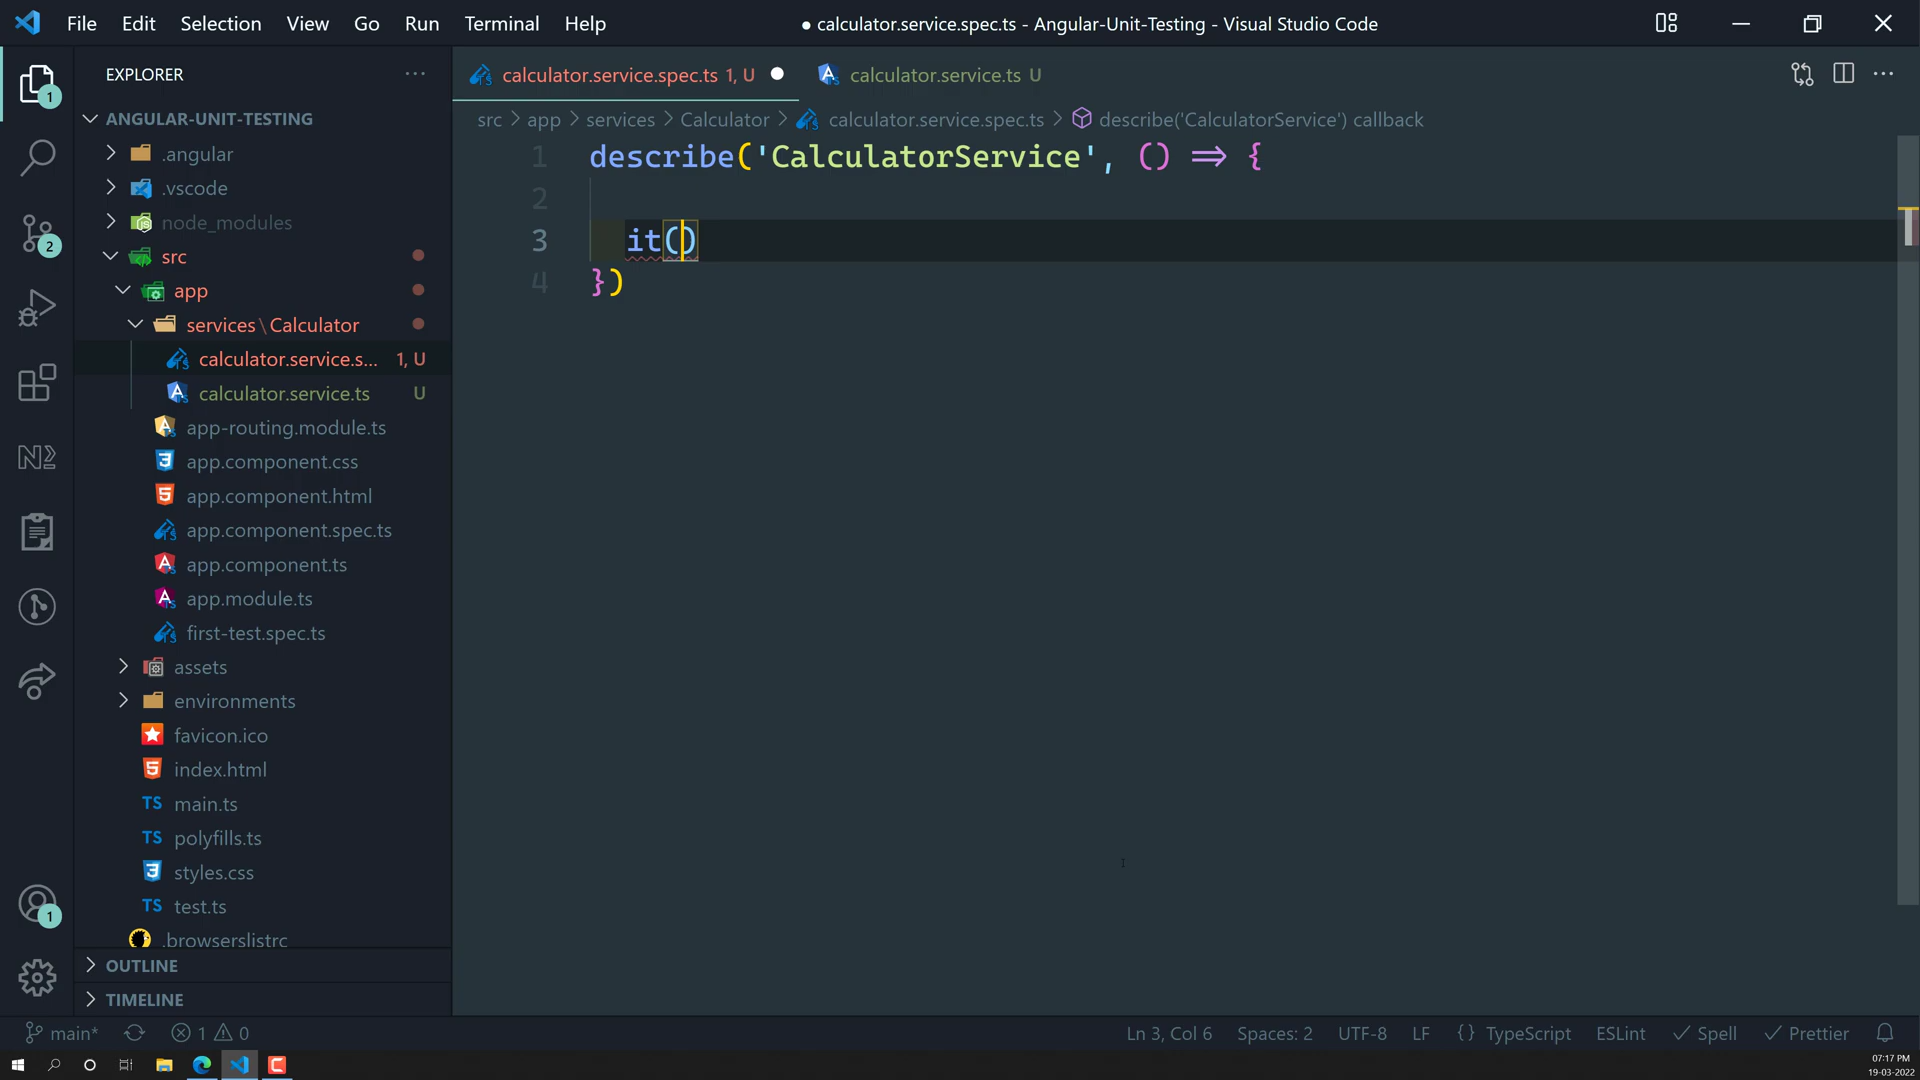 File Edit Selection View Go Run Terminal Help
● calculator.service.spec.ts - Angular-Unit-Testing - Visual Studio Code
EXPLORER
ANGULAR-UNIT-TESTING
.angular
.vscode
node_modules
src
app
services\Calculator
calculator.service.s... 1, U
calculator.service.ts U
app-routing.module.ts
app.component.css
app.component.html
app.component.spec.ts
app.component.ts
app.module.ts
first-test.spec.ts
assets
environments
favicon.ico
index.html
TS main.ts
TS polyfills.ts
styles.css
TS test.ts
.browserslistrc
OUTLINE
TIMELINE
1
2
1
calculator.service.spec.ts 1, U ●
calculator.service.ts U
src > app > services > Calculator > calculator.service.spec.ts > describe('CalculatorService') callback
1 describe('CalculatorService', () => {
2
3 it()
4 })
main* 1 0
Ln 3, Col 6 Spaces: 2 UTF-8 LF {} TypeScript ESLint ✓ Spell ✓ Prettier
07:17 PM
19-03-2022